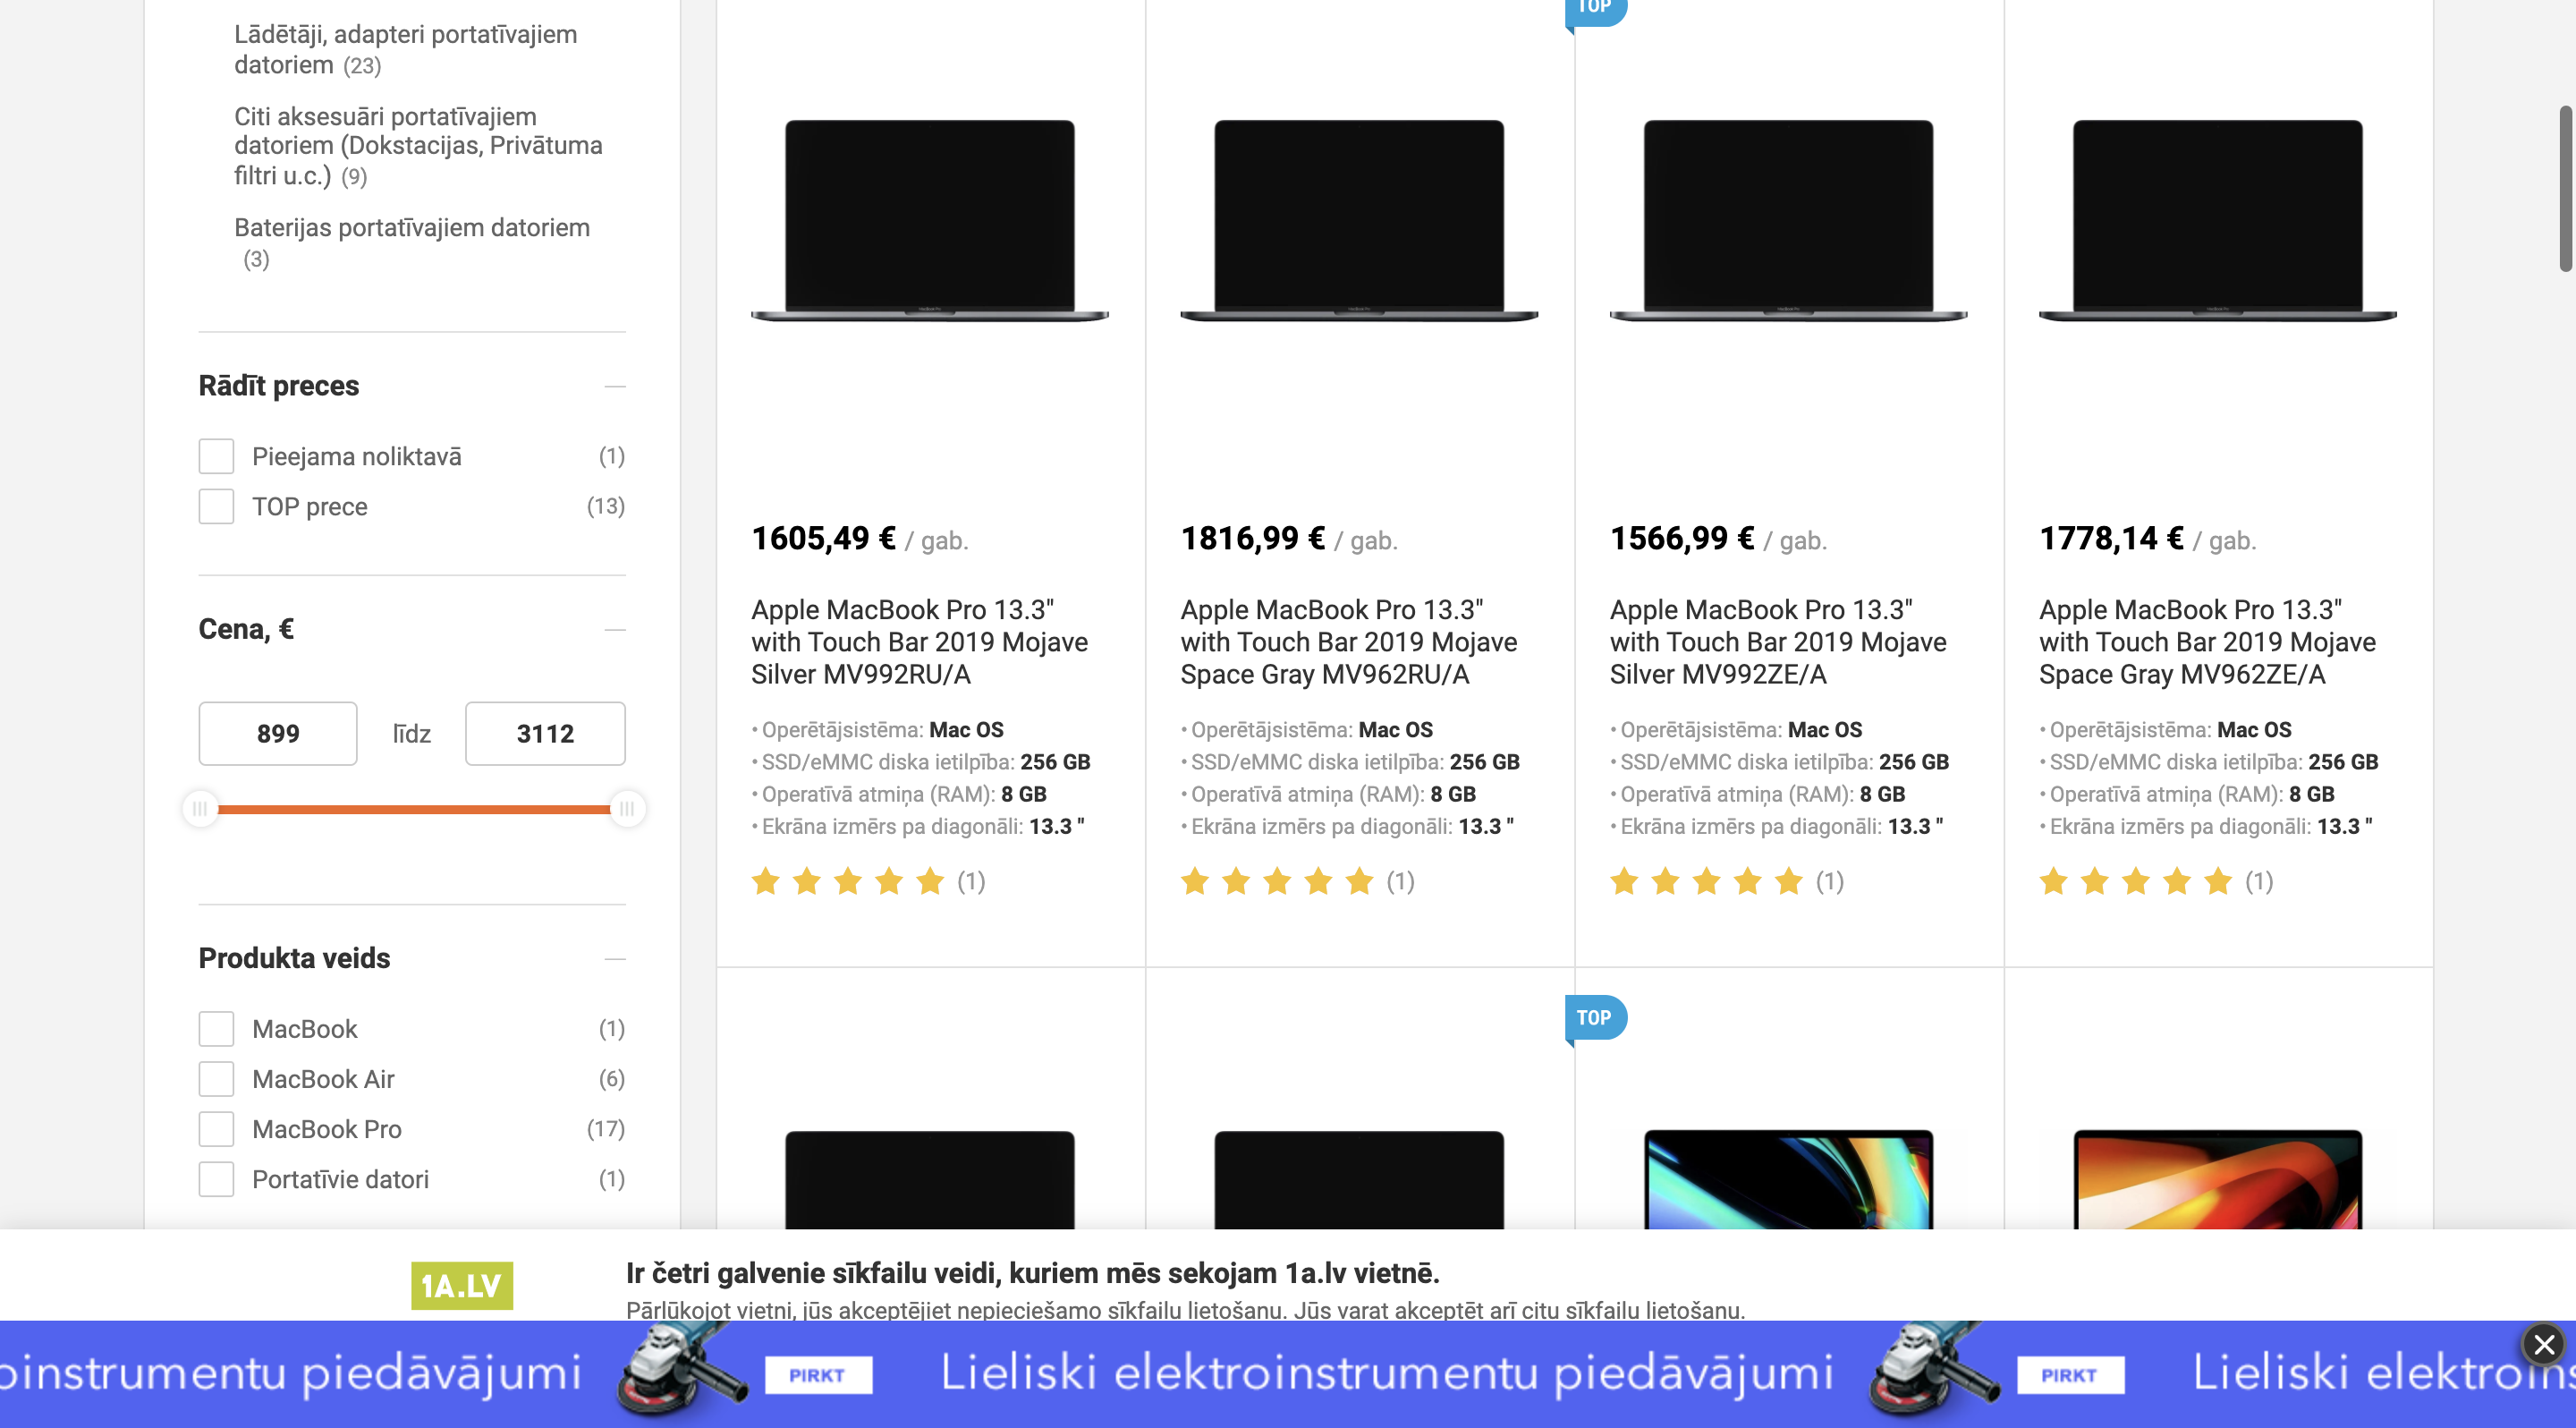 Lādētāji, adapteri portatīvajiem
datoriem (23)
Citi aksesuāri portatīvajiem
datoriem (Dokstacijas, Privātuma
filtri u.c.) (9)
Baterijas portatīvajiem datoriem
(3)
Rādīt preces
Pieejama noliktavā (1)
TOP prece (13)
Cena, €
899 līdz 3112
Produkta veids
MacBook (1)
MacBook Air (6)
MacBook Pro (17)
Portatīvie datori (1)
1605,49 € / gab.
Apple MacBook Pro 13.3"
with Touch Bar 2019 Mojave
Silver MV992RU/A
• Operētājsistēma: Mac OS
• SSD/eMMC diska ietilpība: 256 GB
• Operatīvā atmiņa (RAM): 8 GB
• Ekrāna izmērs pa diagonāli: 13.3 "
(1)
1816,99 € / gab.
Apple MacBook Pro 13.3"
with Touch Bar 2019 Mojave
Space Gray MV962RU/A
• Operētājsistēma: Mac OS
• SSD/eMMC diska ietilpība: 256 GB
• Operatīvā atmiņa (RAM): 8 GB
• Ekrāna izmērs pa diagonāli: 13.3 "
(1)
TOP
1566,99 € / gab.
Apple MacBook Pro 13.3"
with Touch Bar 2019 Mojave
Silver MV992ZE/A
• Operētājsistēma: Mac OS
• SSD/eMMC diska ietilpība: 256 GB
• Operatīvā atmiņa (RAM): 8 GB
• Ekrāna izmērs pa diagonāli: 13.3 "
(1)
1778,14 € / gab.
Apple MacBook Pro 13.3"
with Touch Bar 2019 Mojave
Space Gray MV962ZE/A
• Operētājsistēma: Mac OS
• SSD/eMMC diska ietilpība: 256 GB
• Operatīvā atmiņa (RAM): 8 GB
• Ekrāna izmērs pa diagonāli: 13.3 "
(1)
TOP
1A.LV
Ir četri galvenie sīkfailu veidi, kuriem mēs sekojam 1a.lv vietnē.
Pārlūkojot vietni, jūs akceptējiet nepieciešamo sīkfailu lietošanu. Jūs varat akceptēt arī citu sīkfailu lietošanu.
oinstrumentu piedāvājumi PIRKT Lieliski elektroinstrumentu piedāvājumi PIRKT Lieliski elektroins